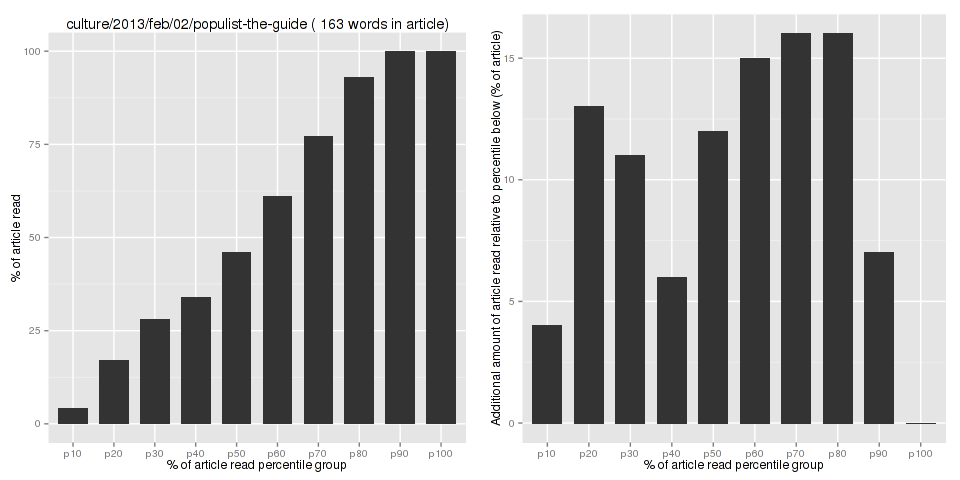 culture/2013/feb/02/populist-the-guide ( 163 words in article)
% of article read
100
75
50
25
0
p10 p20 p30 p40 p50 p60 p70 p80 p90 p100
% of article read percentile group
Additional amount of article read relative to percentile below (% of article)
15
10
5
0
p10 p20 p30 p40 p50 p60 p70 p80 p90 p100
% of article read percentile group